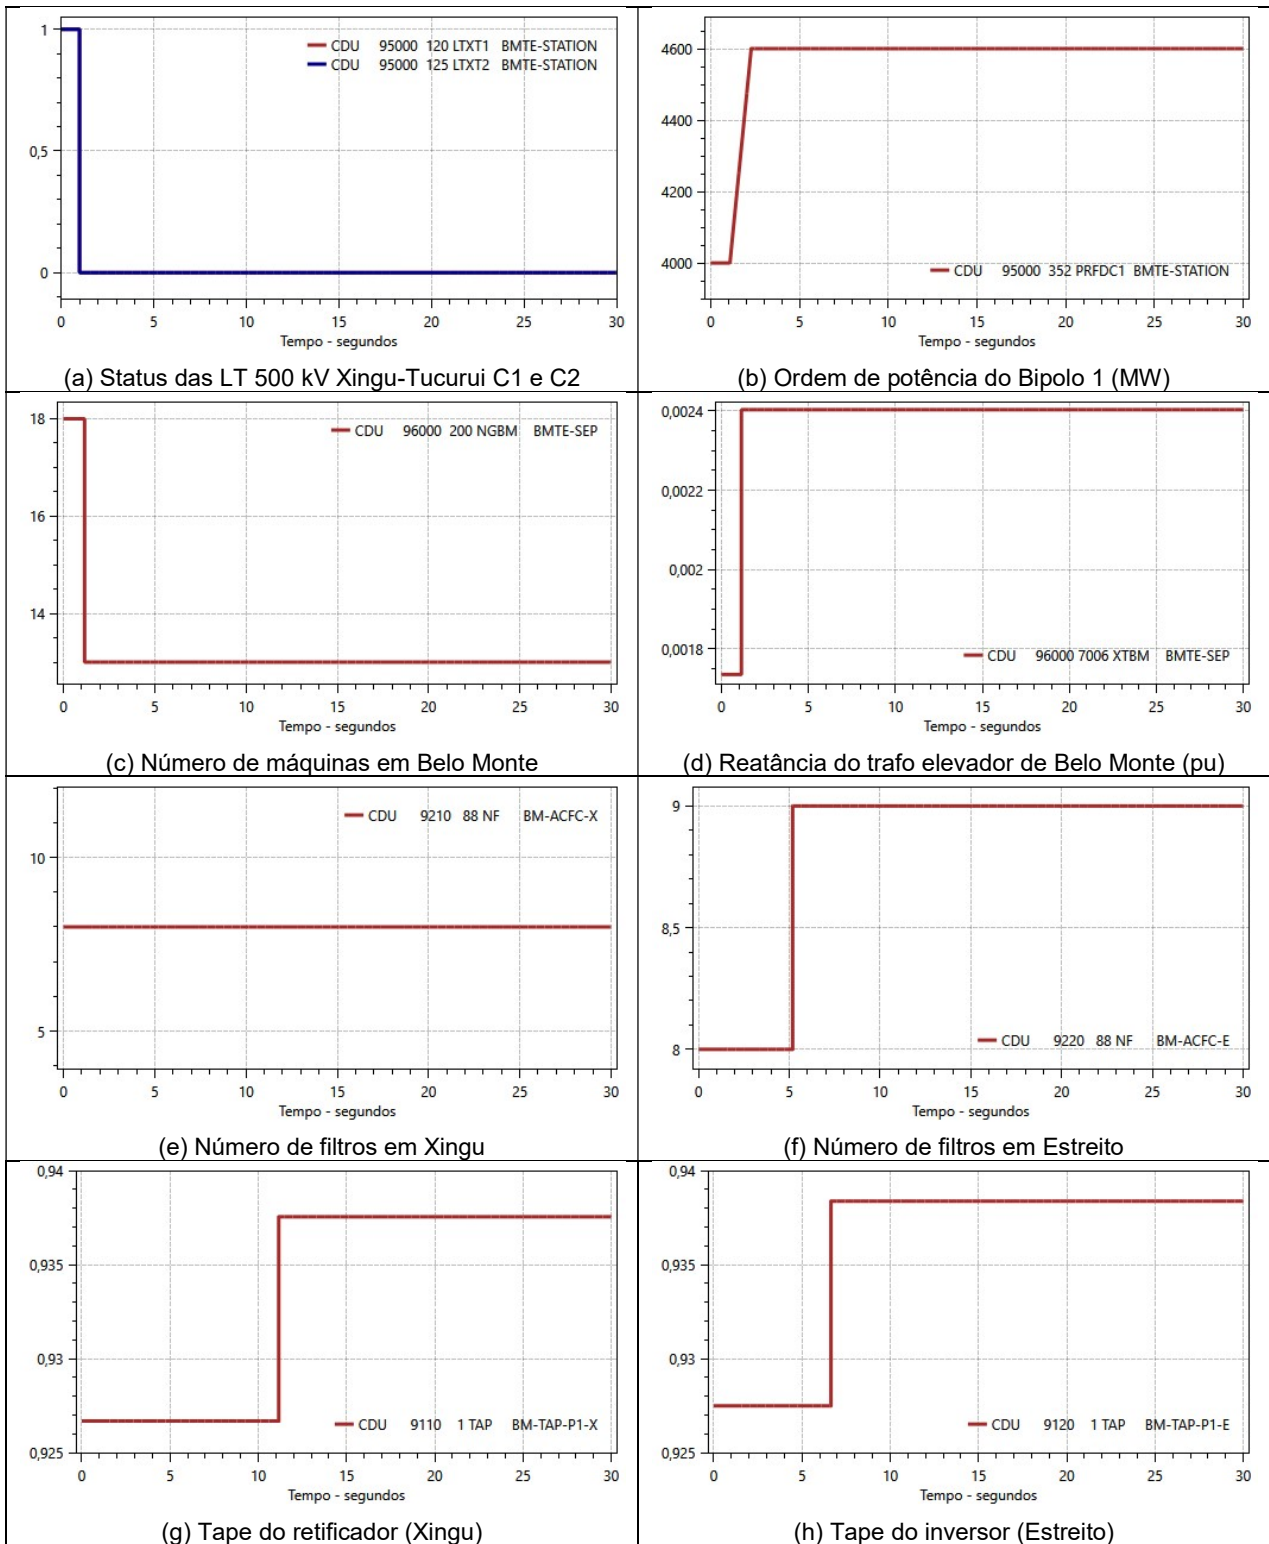 1
0,5
0
CDU 95000 120 LTXT1 BMTE-STATION
CDU 95000 125 LTXT2 BMTE-STATION
0 5 10 15 20 25 30
Tempo - segundos
(a) Status das LT 500 kV Xingu-Tucurui C1 e C2
4600
4400
4200
4000
CDU 95000 352 PRFDC1 BMTE-STATION
0 5 10 15 20 25 30
Tempo - segundos
(b) Ordem de potência do Bipolo 1 (MW)
18
16
14
CDU 96000 200 NGBM BMTE-SEP
0 5 10 15 20 25 30
Tempo - segundos
(c) Número de máquinas em Belo Monte
0,0024
0,0022
0,002
0,0018
CDU 96000 7006 XTBM BMTE-SEP
0 5 10 15 20 25 30
Tempo - segundos
(d) Reatância do trafo elevador de Belo Monte (pu)
10
5
CDU 9210 88 NF BM-ACFC-X
0 5 10 15 20 25 30
Tempo - segundos
(e) Número de filtros em Xingu
9
8,5
8
CDU 9220 88 NF BM-ACFC-E
0 5 10 15 20 25 30
Tempo - segundos
(f) Número de filtros em Estreito
0,94
0,935
0,93
0,925
CDU 9110 1 TAP BM-TAP-P1-X
0 5 10 15 20 25 30
Tempo - segundos
(g) Tape do retificador (Xingu)
0,94
0,935
0,93
0,925
CDU 9120 1 TAP BM-TAP-P1-E
0 5 10 15 20 25 30
Tempo - segundos
(h) Tape do inversor (Estreito)